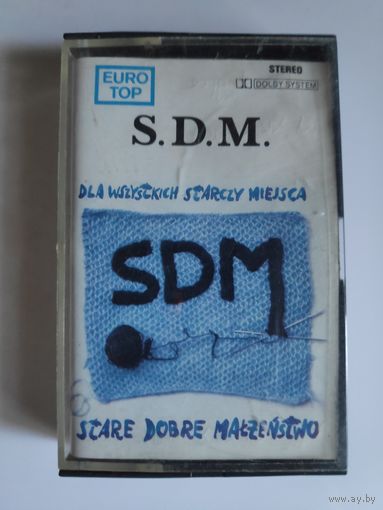 EURO
TOP
STEREO
DOLBY SYSTEM
S.D.M.
DLA WSZYSTKICH STARCZY MIEJSCA
SDM
STARE DOBRE MAŁŻEŃSTWO
www.ay.by